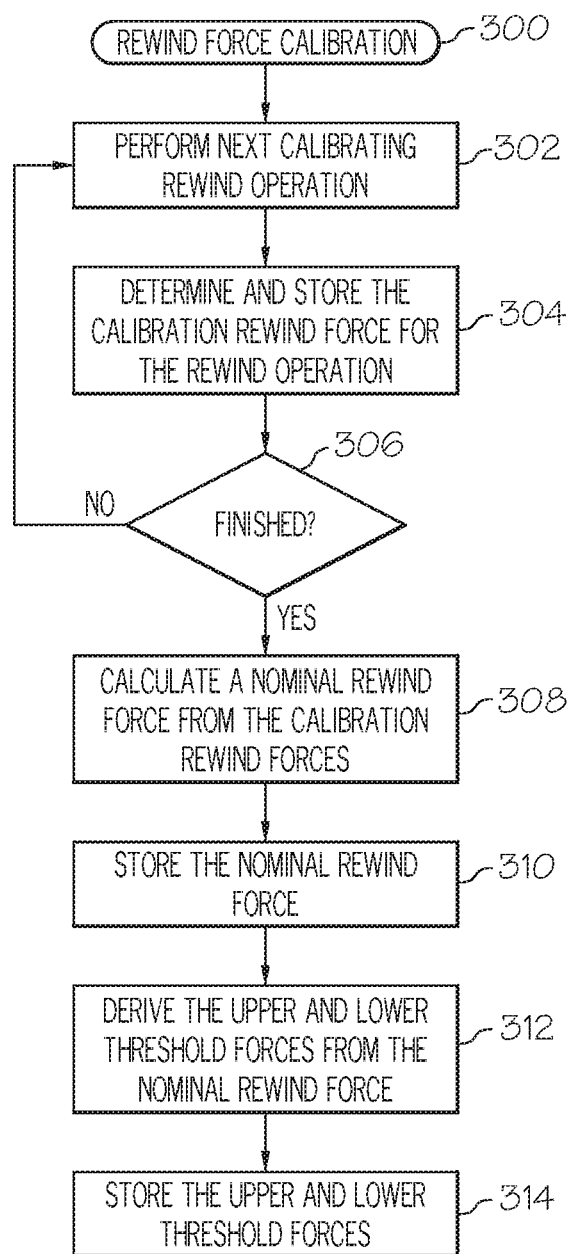 REWIND FORCE CALIBRATION
300
PERFORM NEXT CALIBRATING
REWIND OPERATION
302
DETERMINE AND STORE THE
CALIBRATION REWIND FORCE FOR
THE REWIND OPERATION
304
306
FINISHED?
NO
YES
CALCULATE A NOMINAL REWIND
FORCE FROM THE CALIBRATION
REWIND FORCES
308
STORE THE NOMINAL REWIND
FORCE
310
DERIVE THE UPPER AND LOWER
THRESHOLD FORCES FROM THE
NOMINAL REWIND FORCE
312
STORE THE UPPER AND LOWER
THRESHOLD FORCES
314